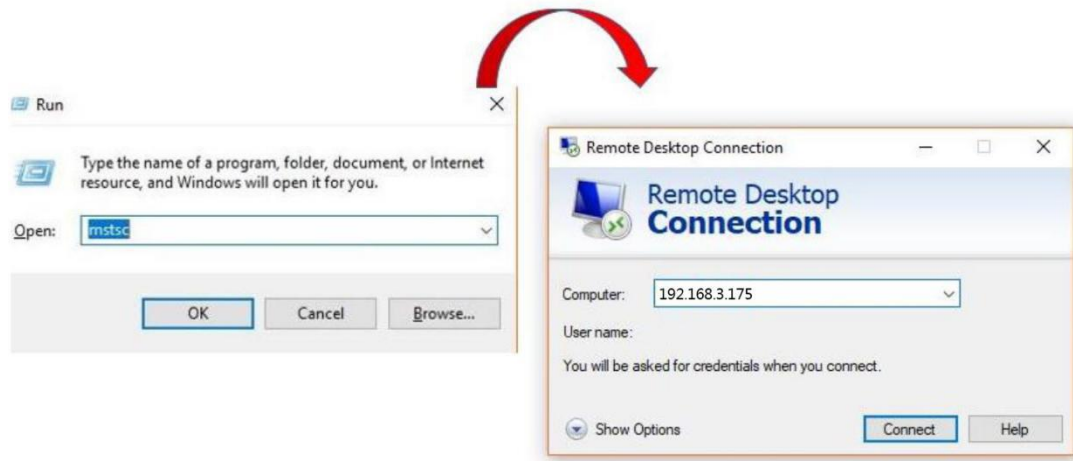 Run
Type the name of a program, folder, document, or Internet
resource, and Windows will open it for you.
Open: mstsc
OK Cancel Browse...
Remote Desktop Connection
Remote Desktop
Connection
Computer: 192.168.3.175
User name:
You will be asked for credentials when you connect.
Show Options Connect Help